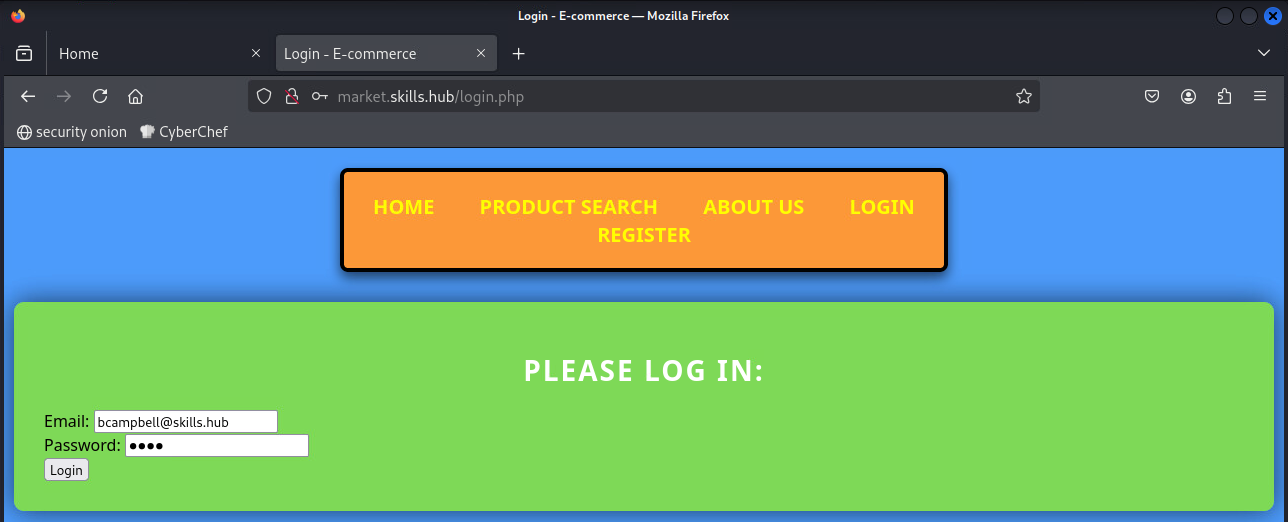 Login - E-commerce — Mozilla Firefox
Home
Login - E-commerce
market.skills.hub/login.php
security onion CyberChef
HOME PRODUCT SEARCH ABOUT US LOGIN
REGISTER
PLEASE LOG IN:
Email: bcampbell@skills.hub
Password: ●●●●
Login